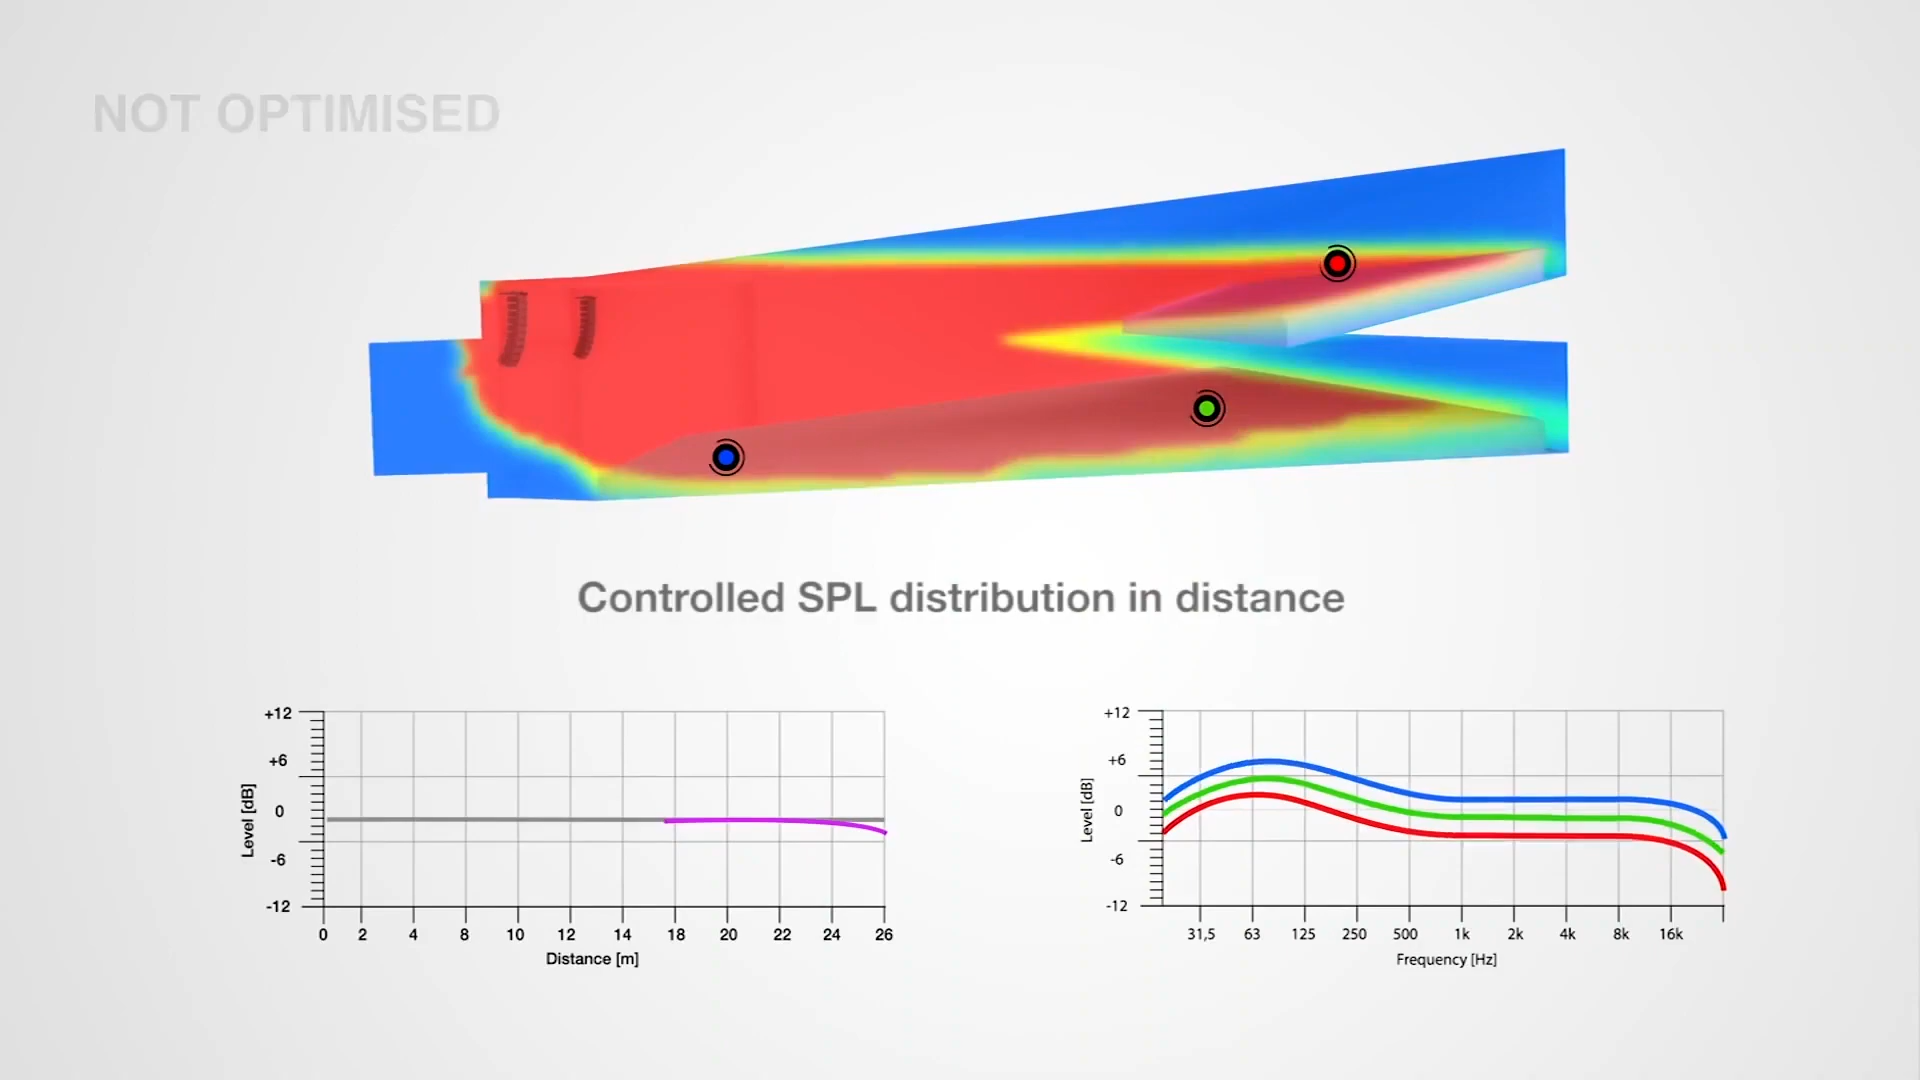 NOT OPTIMISED
Controlled SPL distribution in distance
+12
+6
0
-6
-12
Level [dB]
0 2 4 8 10 12 14 18 20 22 24 26
Distance [m]
+12
+6
0
-6
-12
Level [dB]
31,5 63 125 250 500 1k 2k 4k 8k 16k
Frequency [Hz]